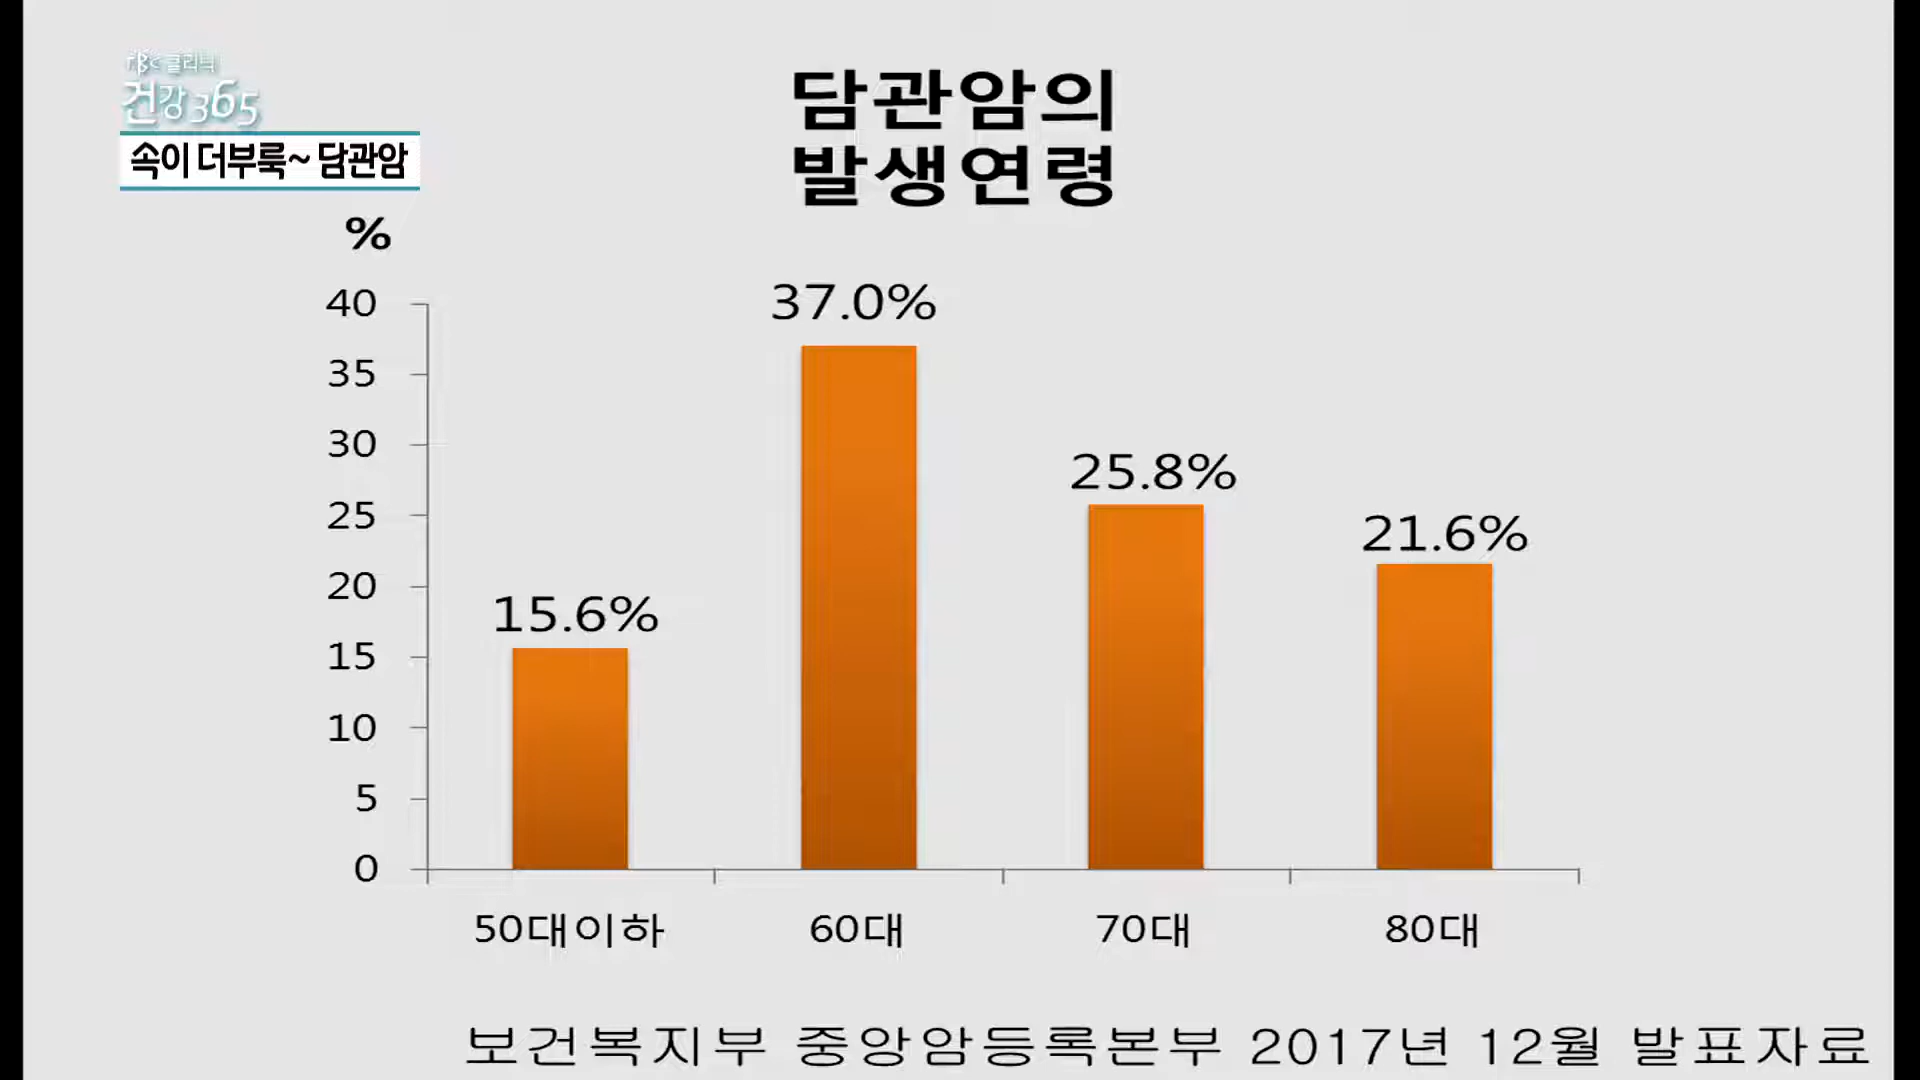 클리닉
건강365
속이 더부룩~ 담관암
담관암의
발생연령
%
40
35
30
25
20
15
10
5
0
15.6%
37.0%
25.8%
21.6%
50대이하 60대 70대 80대
보건복지부 중앙암등록본부 2017년 12월 발표자료